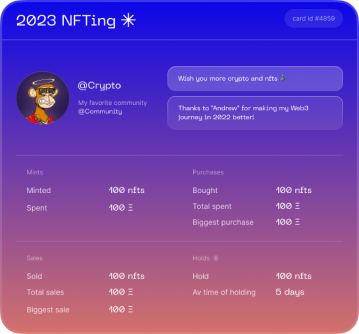 2023 NFTing
card id #4859
@Crypto
My favorite community
@Community
Wish you more crypto and nfts
Thanks to "Andrew" for making my Web3
journey in 2022 better!
Mints
Minted 100 nfts
Spent 100 Ξ
Purchases
Bought 100 nfts
Total spent 100 Ξ
Biggest purchase 100 Ξ
Sales
Sold 100 nfts
Total sales 100 Ξ
Biggest sale 100 Ξ
Holds
Hold 100 nfts
Av time of holding 5 days